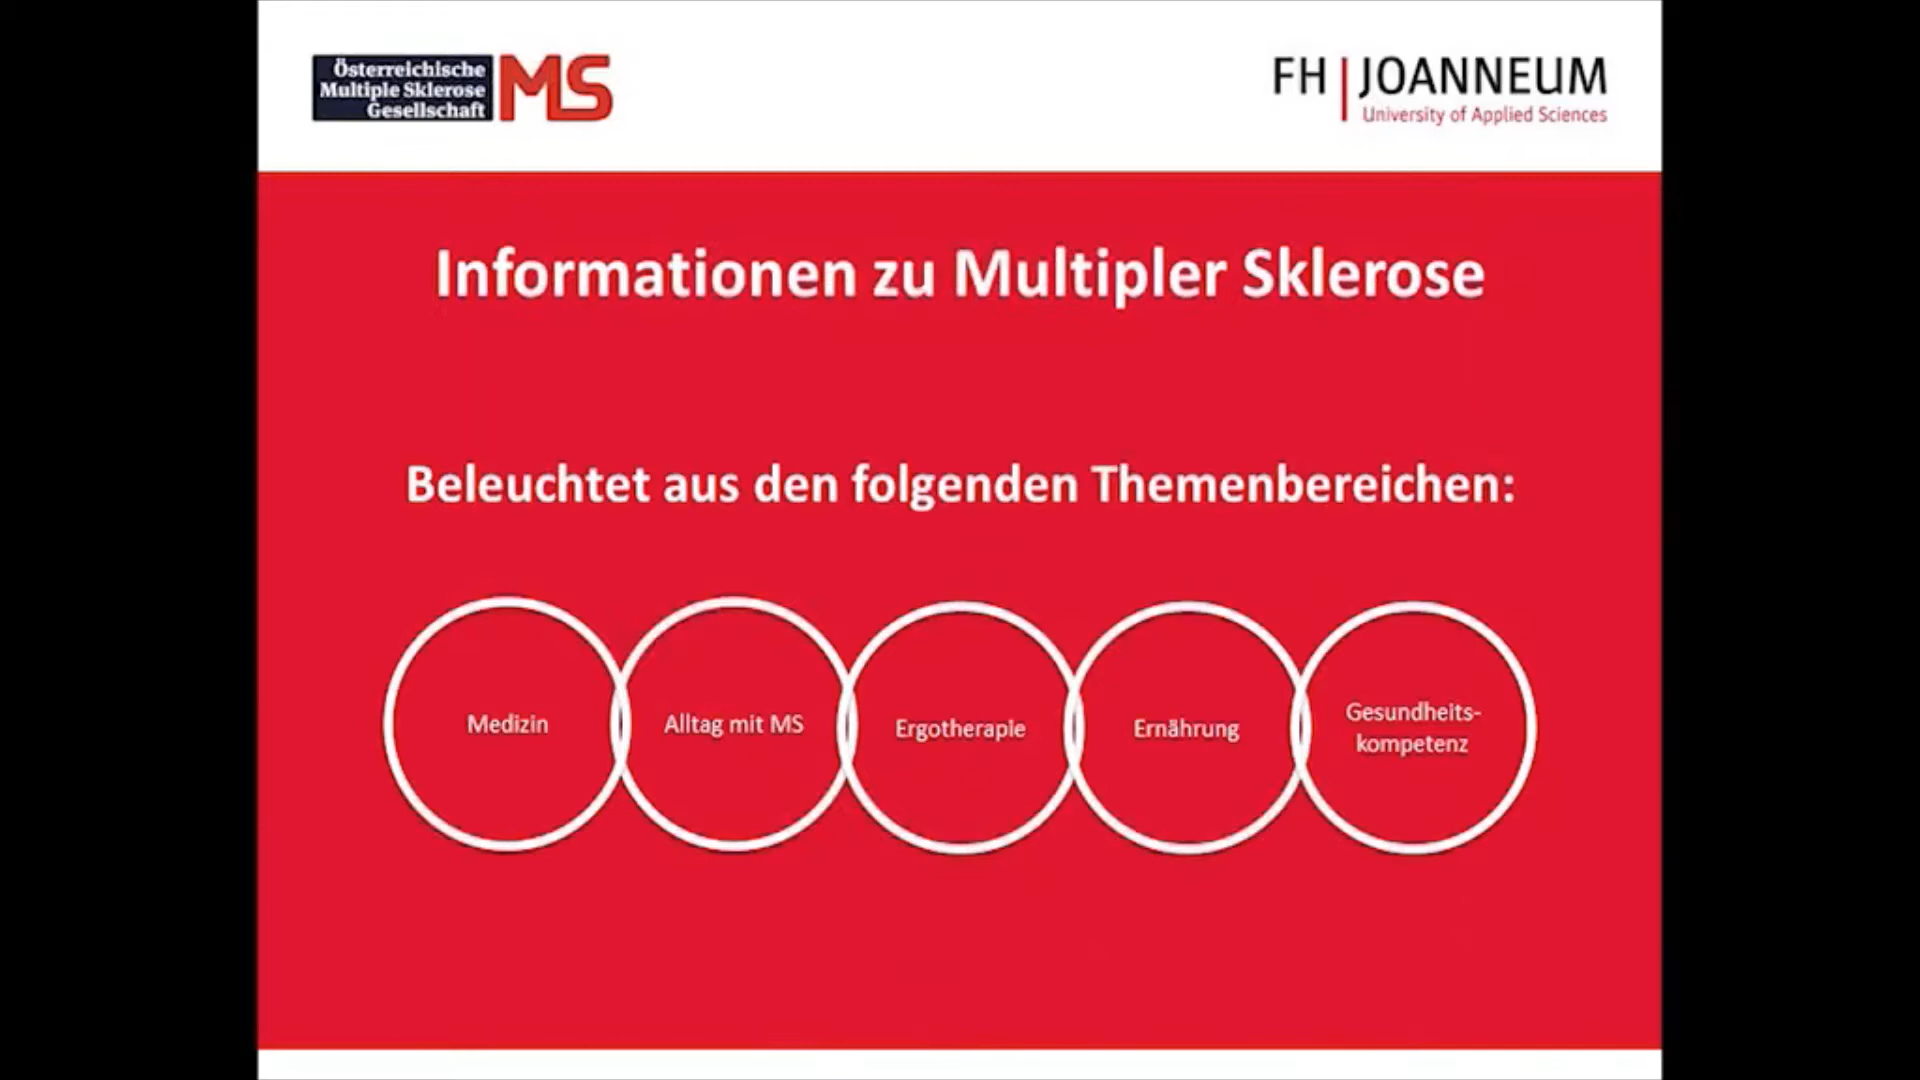 Österreichische
Multiple Sklerose
Gesellschaft
MS
FH | JOANNEUM
University of Applied Sciences
Informationen zu Multipler Sklerose
Beleuchtet aus den folgenden Themenbereichen:
Medizin
Alltag mit MS
Ergotherapie
Ernährung
Gesundheits-
kompetenz